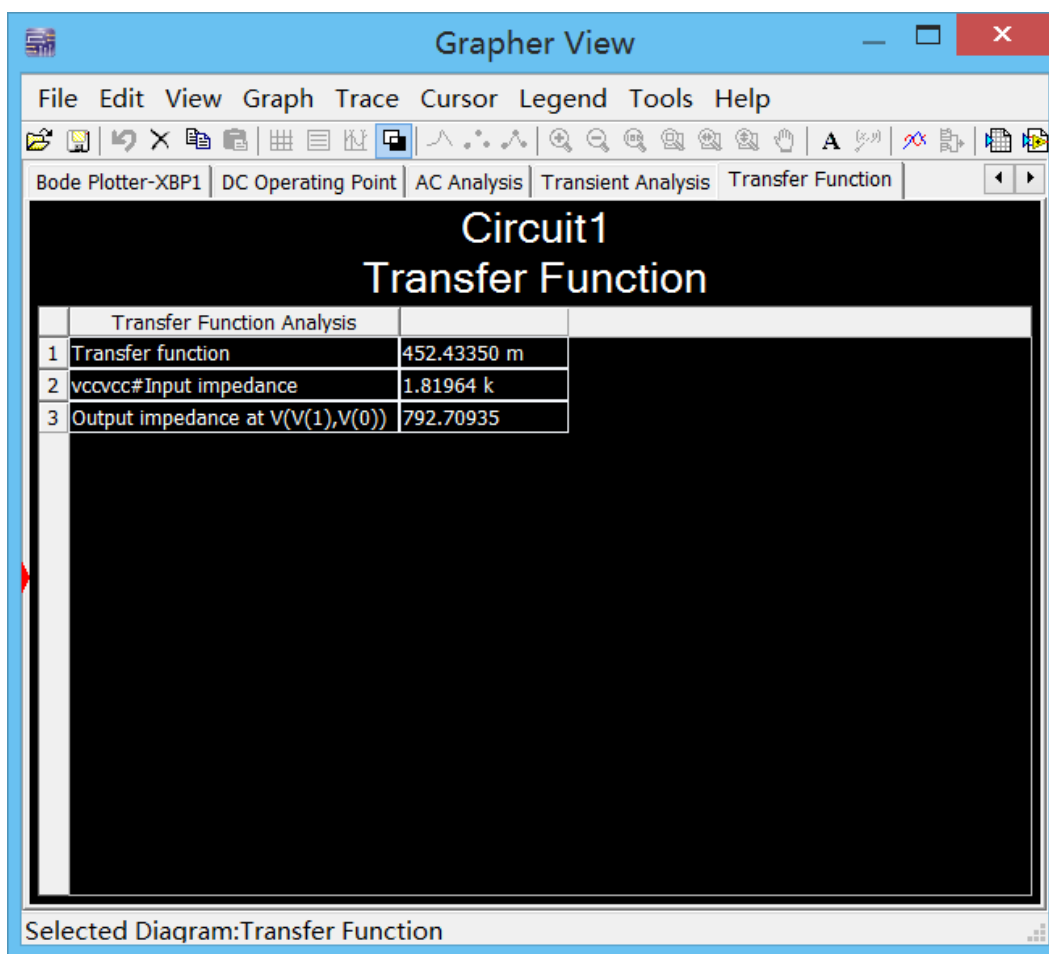 Grapher View
File Edit View Graph Trace Cursor Legend Tools Help
A
Bode Plotter-XBP1 DC Operating Point AC Analysis Transient Analysis Transfer Function
Circuit1
Transfer Function
Transfer Function Analysis
1 Transfer function 452.43350 m
2 vccvcc#Input impedance 1.81964 k
3 Output impedance at V(V(1),V(0)) 792.70935
Selected Diagram:Transfer Function